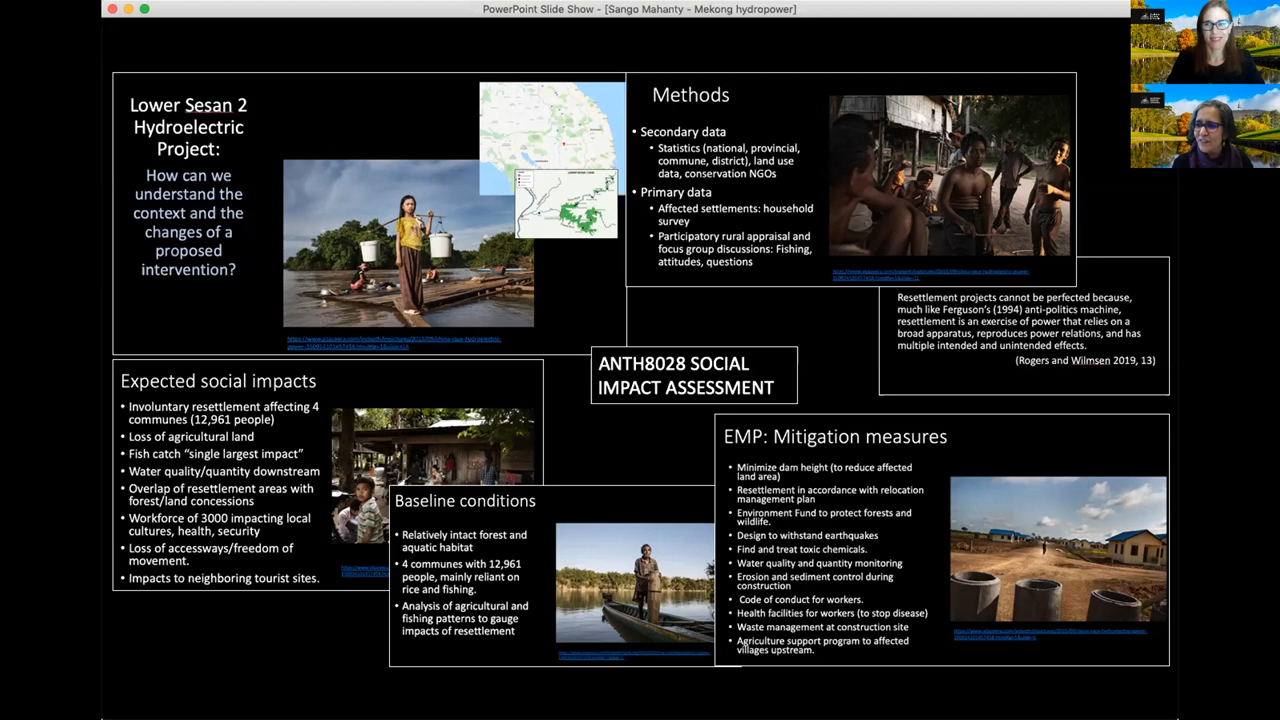 PowerPoint Slide Show - [Sango Mahanty - Mekong hydropower]
Lower Sesan 2
Hydroelectric
Project:
How can we
understand the
context and the
changes of a
proposed
intervention?
Methods
• Secondary data
• Statistics (national, provincial,
commune, district), land use
data, conservation NGOs
• Primary data
• Affected settlements: household
survey
• Participatory rural appraisal and
focus group discussions: Fishing,
attitudes, questions
Resettlement projects cannot be perfected because,
much like Ferguson's (1994) anti-politics machine,
resettlement is an exercise of power that relies on a
broad apparatus, reproduces power relations, and has
multiple intended and unintended effects.
(Rogers and Wilmsen 2019, 13)
ANTH8028 SOCIAL
IMPACT ASSESSMENT
Expected social impacts
• Involuntary resettlement affecting 4
communes (12,961 people)
• Loss of agricultural land
• Fish catch “single largest impact”
• Water quality/quantity downstream
• Overlap of resettlement areas with
forest/land concessions
• Workforce of 3000 impacting local
cultures, health, security
• Loss of accessways/freedom of
movement.
• Impacts to neighboring tourist sites.
Baseline conditions
• Relatively intact forest and
aquatic habitat
• 4 communes with 12,961
people, mainly reliant on
rice and fishing.
• Analysis of agricultural and
fishing patterns to gauge
impacts of resettlement
EMP: Mitigation measures
• Minimize dam height (to reduce affected
land area)
• Resettlement in accordance with relocation
management plan
• Environment Fund to protect forests and
wildlife.
• Design to withstand earthquakes
• Find and treat toxic chemicals.
• Water quality and quantity monitoring
• Erosion and sediment control during
construction
• Code of conduct for workers.
• Health facilities for workers (to stop disease)
• Waste management at construction site
• Agriculture support program to affected
villages upstream.